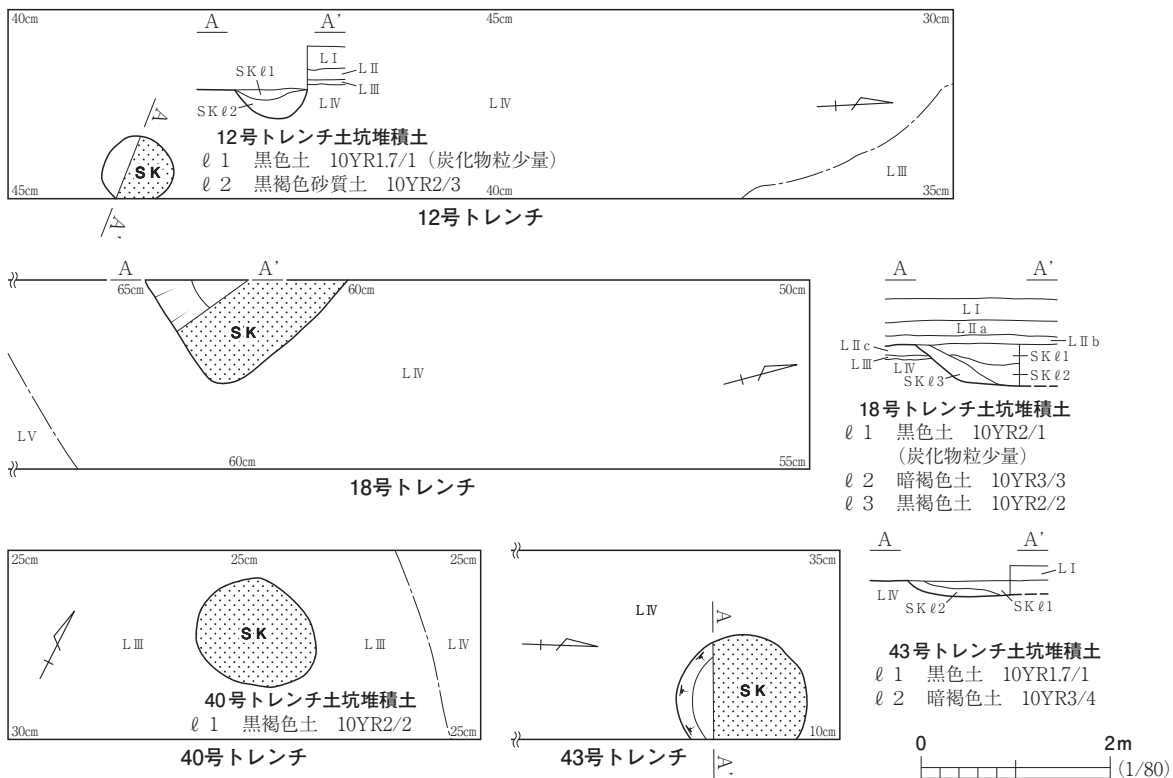 40cm
45cm
30cm
A A'
LⅠ
LⅡ
LⅢ
LⅣ
SKℓ1
SKℓ2
LⅣ
A
SK
A'
LⅢ
12号トレンチ土坑堆積土
ℓ 1 黒色土 10YR1.7/1（炭化物粒少量）
ℓ 2 黒褐色砂質土 10YR2/3
45cm
40cm
35cm
12号トレンチ
A A'
65cm
60cm
50cm
SK
LⅣ
LⅤ
60cm
55cm
18号トレンチ
A A'
LⅠ
LⅡa
LⅡb
LⅡc
LⅢ
LⅣ
SKℓ1
SKℓ2
SKℓ3
18号トレンチ土坑堆積土
ℓ 1 黒色土 10YR2/1
（炭化物粒少量）
ℓ 2 暗褐色土 10YR3/3
ℓ 3 黒褐色土 10YR2/2
25cm
25cm
25cm
LⅢ
SK
LⅢ
LⅣ
40号トレンチ土坑堆積土
ℓ 1 黒褐色土 10YR2/2
30cm
25cm
40号トレンチ
35cm
LⅣ
A
SK
10cm
A'
43号トレンチ
A A'
LⅠ
LⅣ
SKℓ2
SKℓ1
43号トレンチ土坑堆積土
ℓ 1 黒色土 10YR1.7/1
ℓ 2 暗褐色土 10YR3/4
0 2m
(1/80)